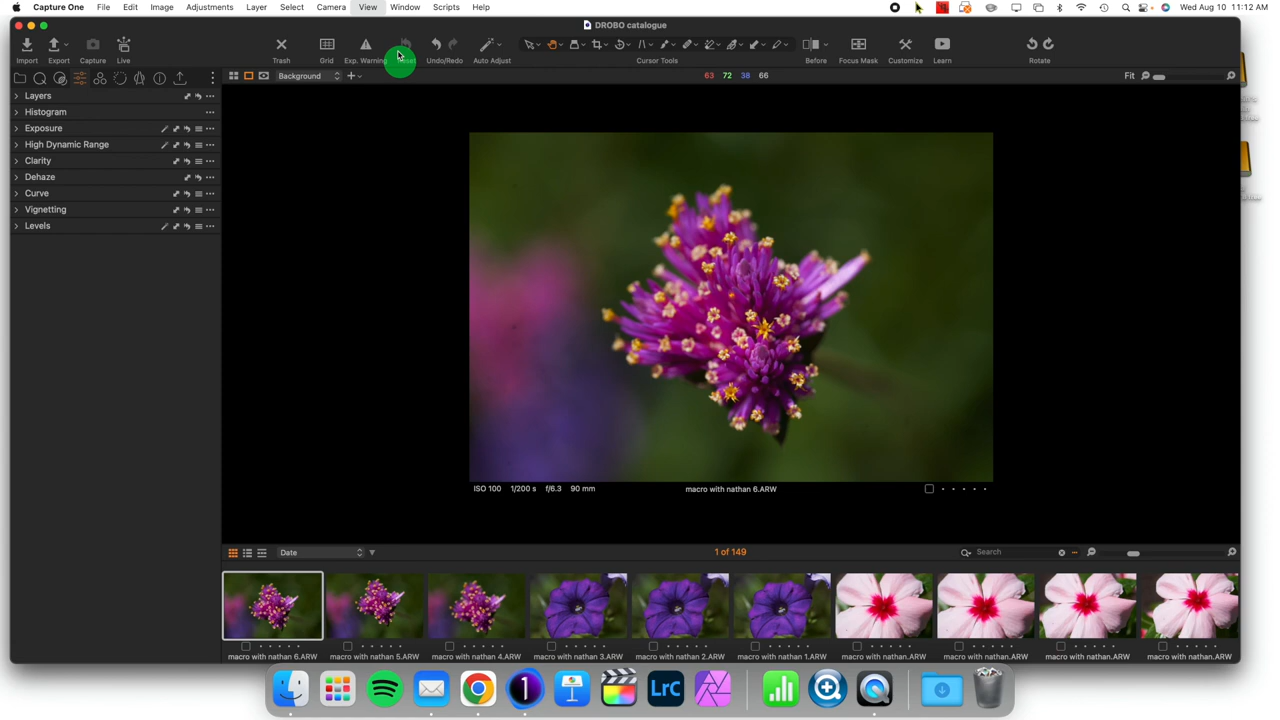 Capture One File Edit Image Adjustments Layer Select Camera View Window Scripts Help Wed Aug 10 11:12 AM
DROBO catalogue
Import Export Capture Live Trash Grid Exp. Warning Undo/Redo Auto Adjust Cursor Tools Before Focus Mask Customize Learn Rotate
Background 63 72 38 66 Fit
Layers
Histogram
Exposure
High Dynamic Range
Clarity
Dehaze
Curve
Vignetting
Levels
ISO 100 1/200 s f/6.3 90 mm macro with nathan 6.ARW
Date 1 of 149 Search
macro with nathan 6.ARW macro with nathan 5.ARW macro with nathan 4.ARW macro with nathan 3.ARW macro with nathan 2.ARW macro with nathan 1.ARW macro with nathan.ARW macro with nathan.ARW macro with nathan.ARW macro with nathan.ARW
1 LrC